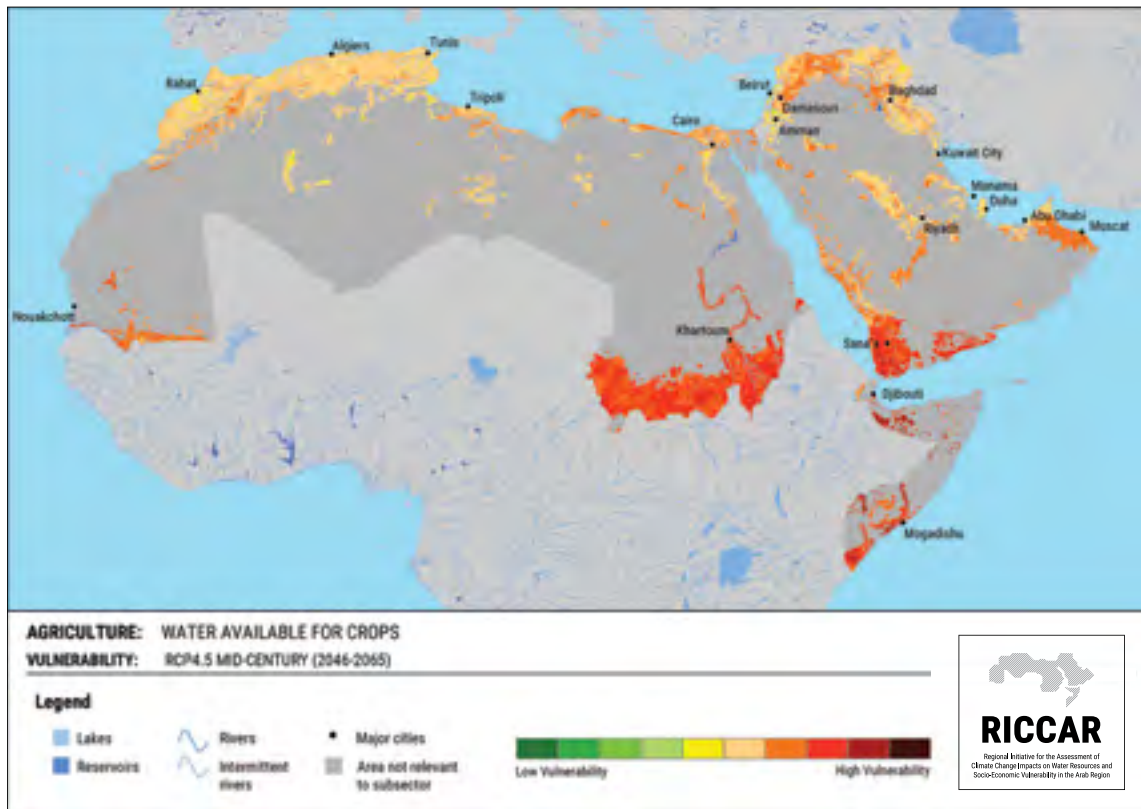 Algiers
Tunis
Rabat
Tripoli
Beirut
Damascus
Baghdad
Amman
Cairo
Kuwait City
Manama
Doha
Abu Dhabi
Muscat
Riyadh
Nouakchott
Khartoum
Sana'a
Djibouti
Mogadishu
AGRICULTURE: WATER AVAILABLE FOR CROPS
VULNERABILITY: RCP4.5 MID-CENTURY (2046-2065)
Legend
Lakes
Reservoirs
Rivers
Intermittent
rivers
Major cities
Area not relevant
to subsector
Low Vulnerability
High Vulnerability
RICCAR
Regional Initiative for the Assessment of
Climate Change Impacts on Water Resources and
Socio-Economic Vulnerability in the Arab Region